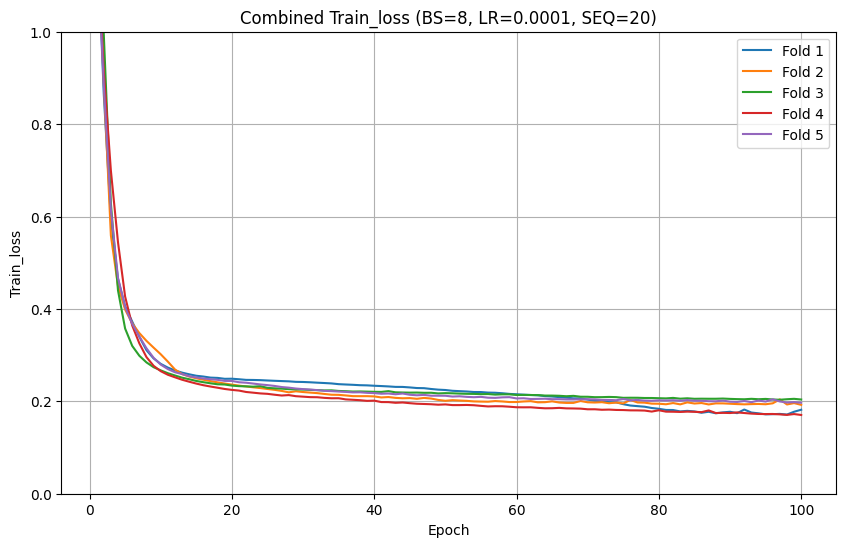 Combined Train_loss (BS=8, LR=0.0001, SEQ=20)
Fold 1
Fold 2
Fold 3
Fold 4
Fold 5
Train_loss
1.0
0.8
0.6
0.4
0.2
0.0
0 20 40 60 80 100
Epoch